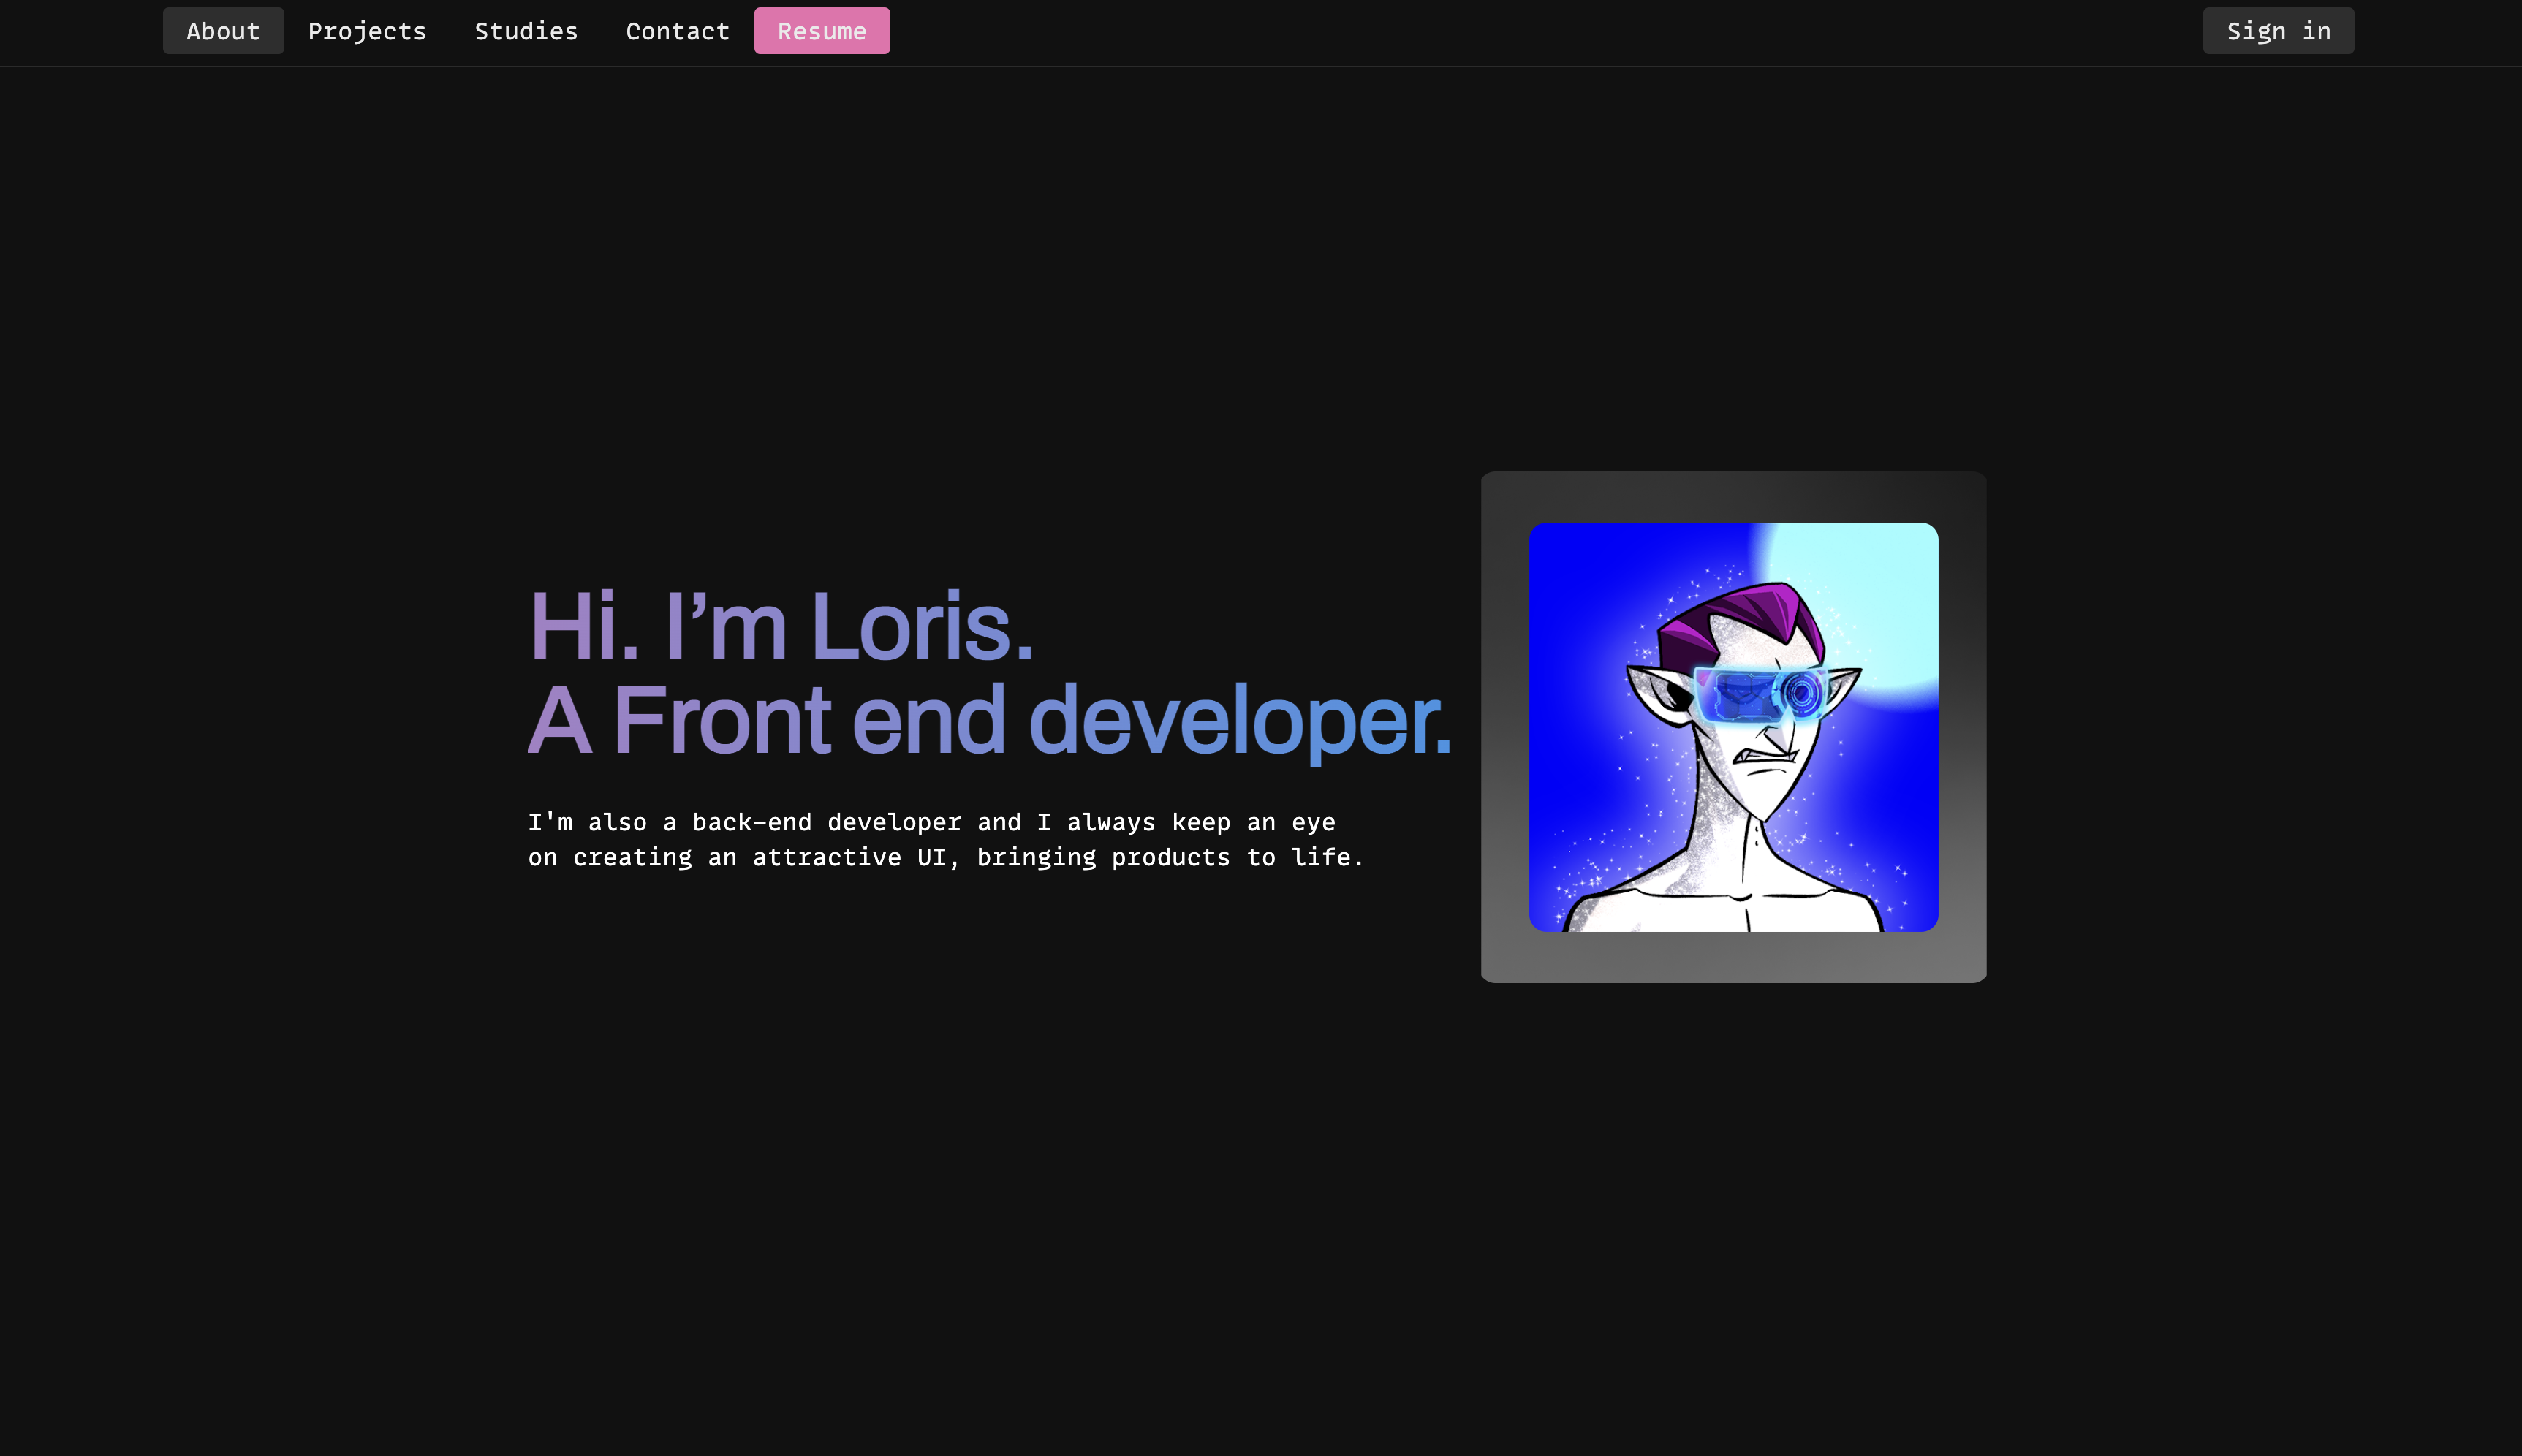 About Projects Studies Contact Resume Sign in
Hi. I’m Loris.
A Front end developer.
I'm also a back-end developer and I always keep an eye
on creating an attractive UI, bringing products to life.